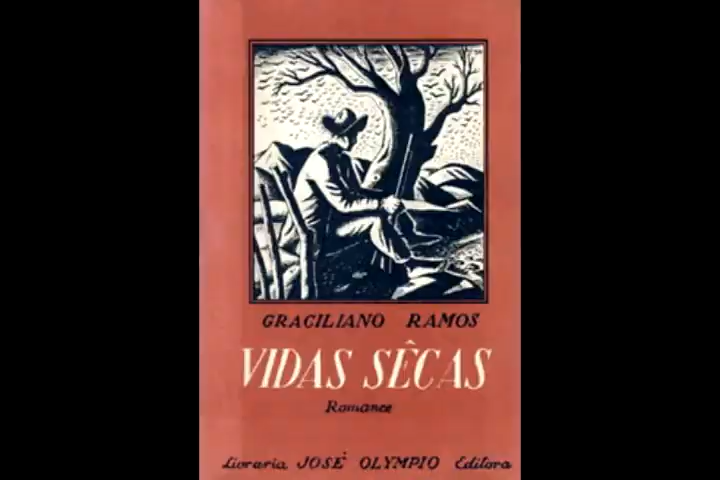 GRACILIANO RAMOS
VIDAS SÊCAS
Romance
Livraria JOSÉ OLYMPIO Editora